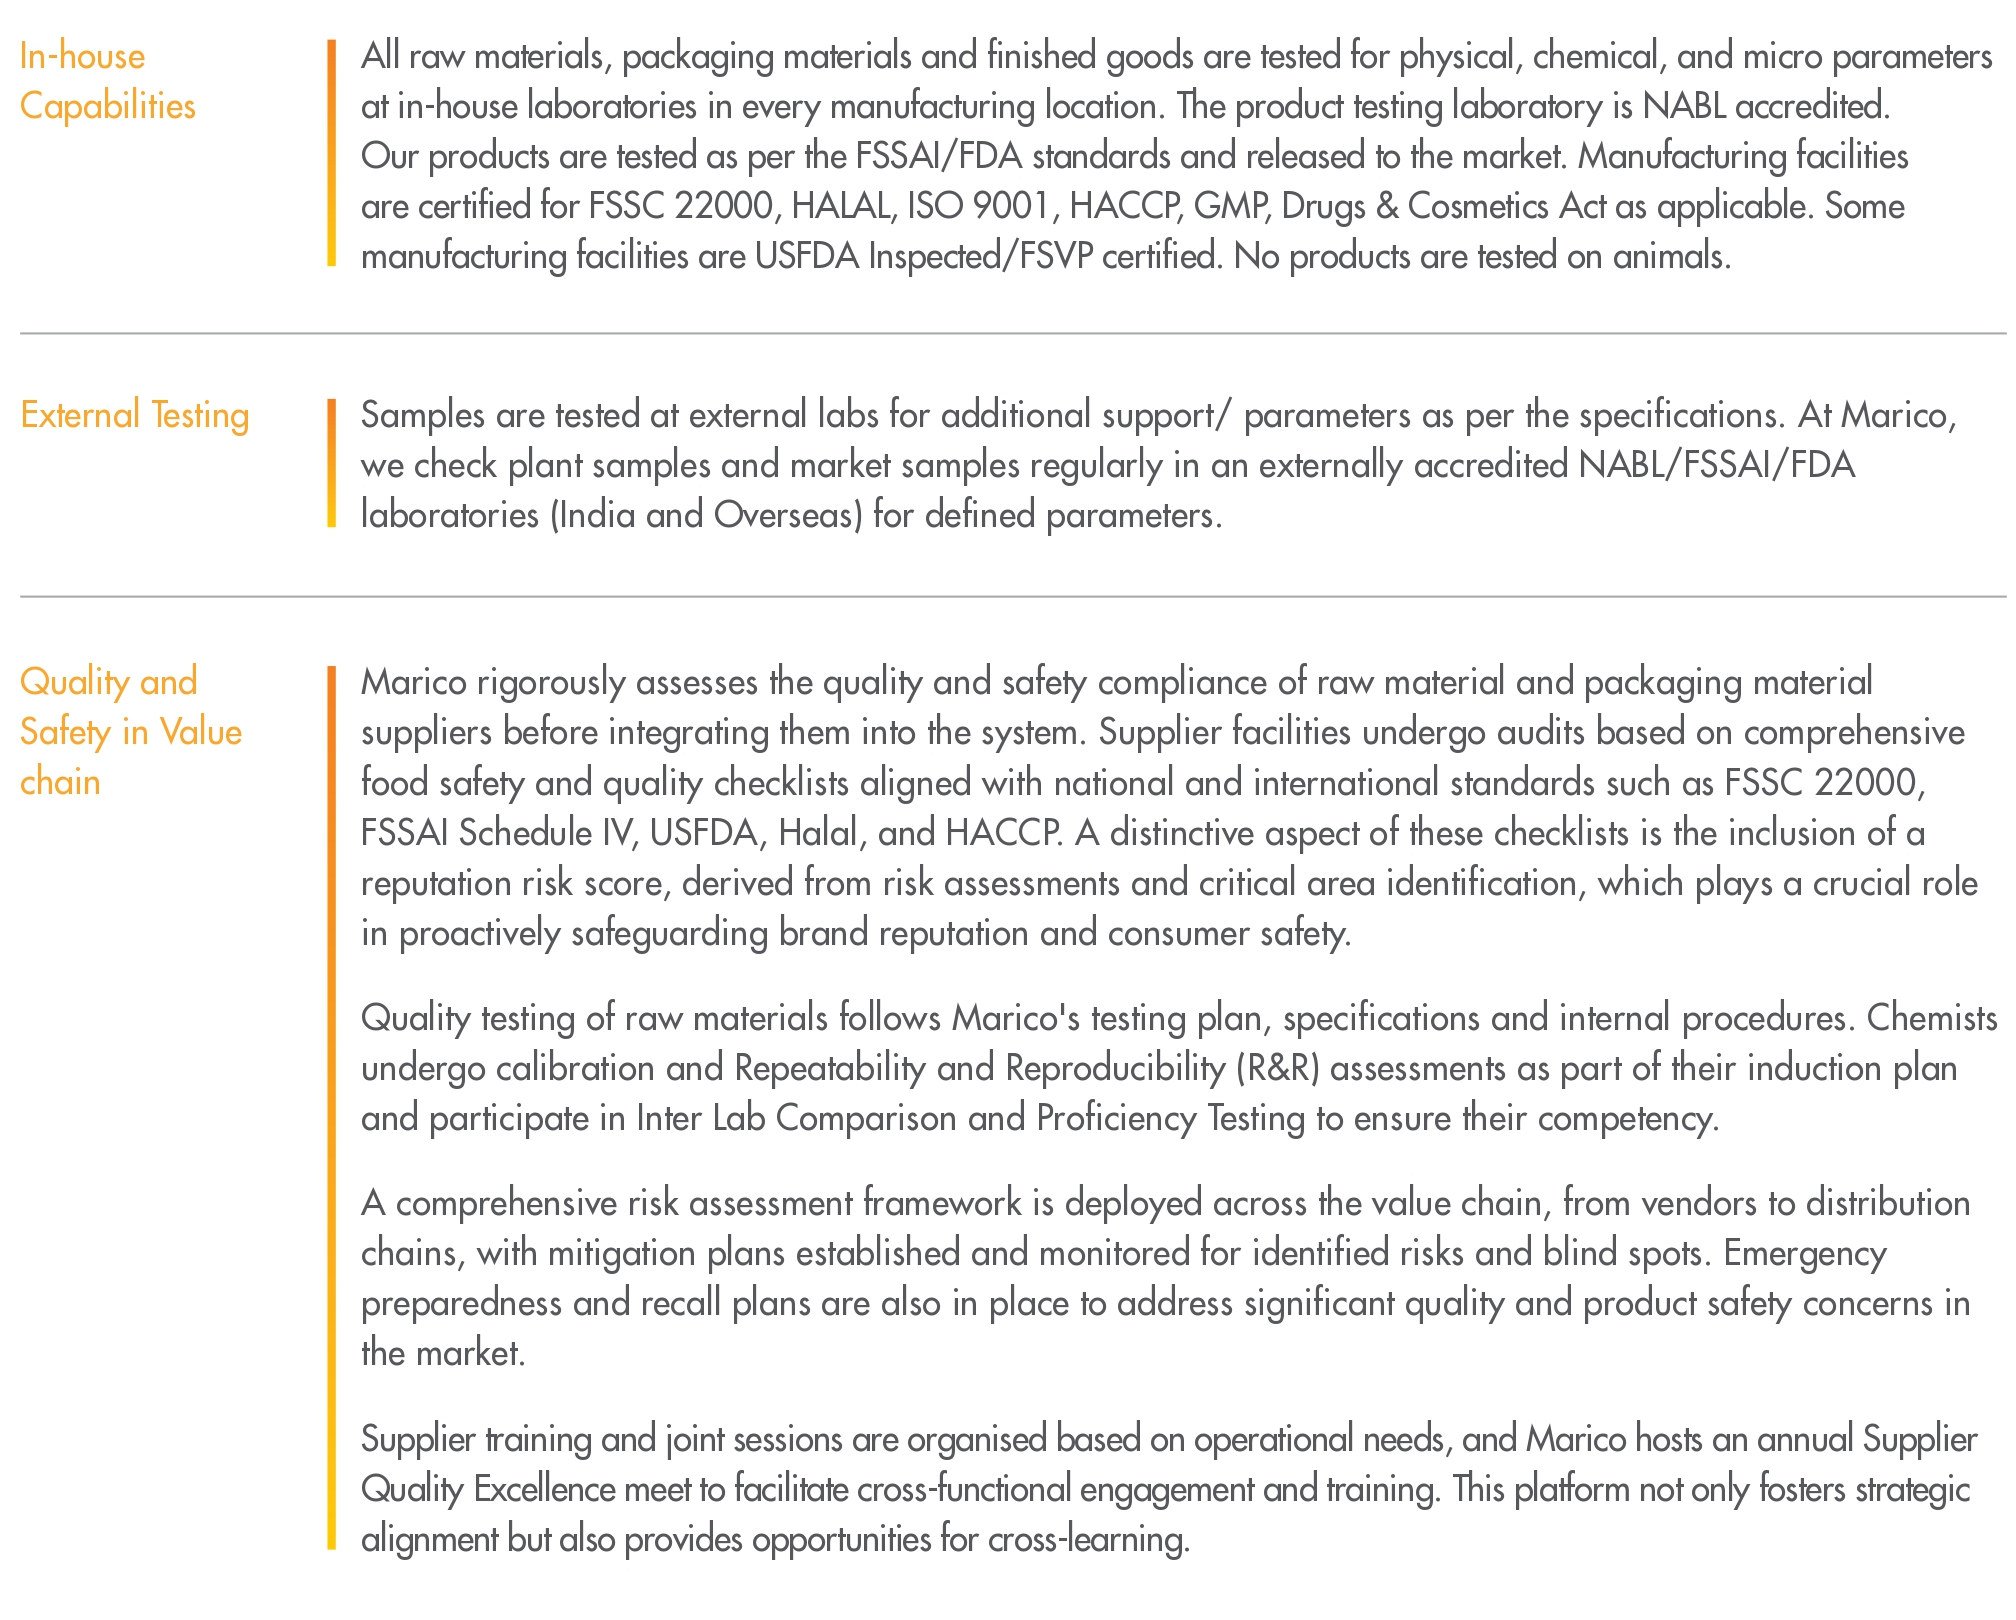 In-house
Capabilities
All raw materials, packaging materials and finished goods are tested for physical, chemical, and micro parameters
at in-house laboratories in every manufacturing location. The product testing laboratory is NABL accredited.
Our products are tested as per the FSSAI/FDA standards and released to the market. Manufacturing facilities
are certified for FSSC 22000, HALAL, ISO 9001, HACCP, GMP, Drugs & Cosmetics Act as applicable. Some
manufacturing facilities are USFDA Inspected/FSVP certified. No products are tested on animals.
External Testing
Samples are tested at external labs for additional support/ parameters as per the specifications. At Marico,
we check plant samples and market samples regularly in an externally accredited NABL/FSSAI/FDA
laboratories (India and Overseas) for defined parameters.
Quality and
Safety in Value
chain
Marico rigorously assesses the quality and safety compliance of raw material and packaging material
suppliers before integrating them into the system. Supplier facilities undergo audits based on comprehensive
food safety and quality checklists aligned with national and international standards such as FSSC 22000,
FSSAI Schedule IV, USFDA, Halal, and HACCP. A distinctive aspect of these checklists is the inclusion of a
reputation risk score, derived from risk assessments and critical area identification, which plays a crucial role
in proactively safeguarding brand reputation and consumer safety.
Quality testing of raw materials follows Marico's testing plan, specifications and internal procedures. Chemists
undergo calibration and Repeatability and Reproducibility (R&R) assessments as part of their induction plan
and participate in Inter Lab Comparison and Proficiency Testing to ensure their competency.
A comprehensive risk assessment framework is deployed across the value chain, from vendors to distribution
chains, with mitigation plans established and monitored for identified risks and blind spots. Emergency
preparedness and recall plans are also in place to address significant quality and product safety concerns in
the market.
Supplier training and joint sessions are organised based on operational needs, and Marico hosts an annual Supplier
Quality Excellence meet to facilitate cross-functional engagement and training. This platform not only fosters strategic
alignment but also provides opportunities for cross-learning.